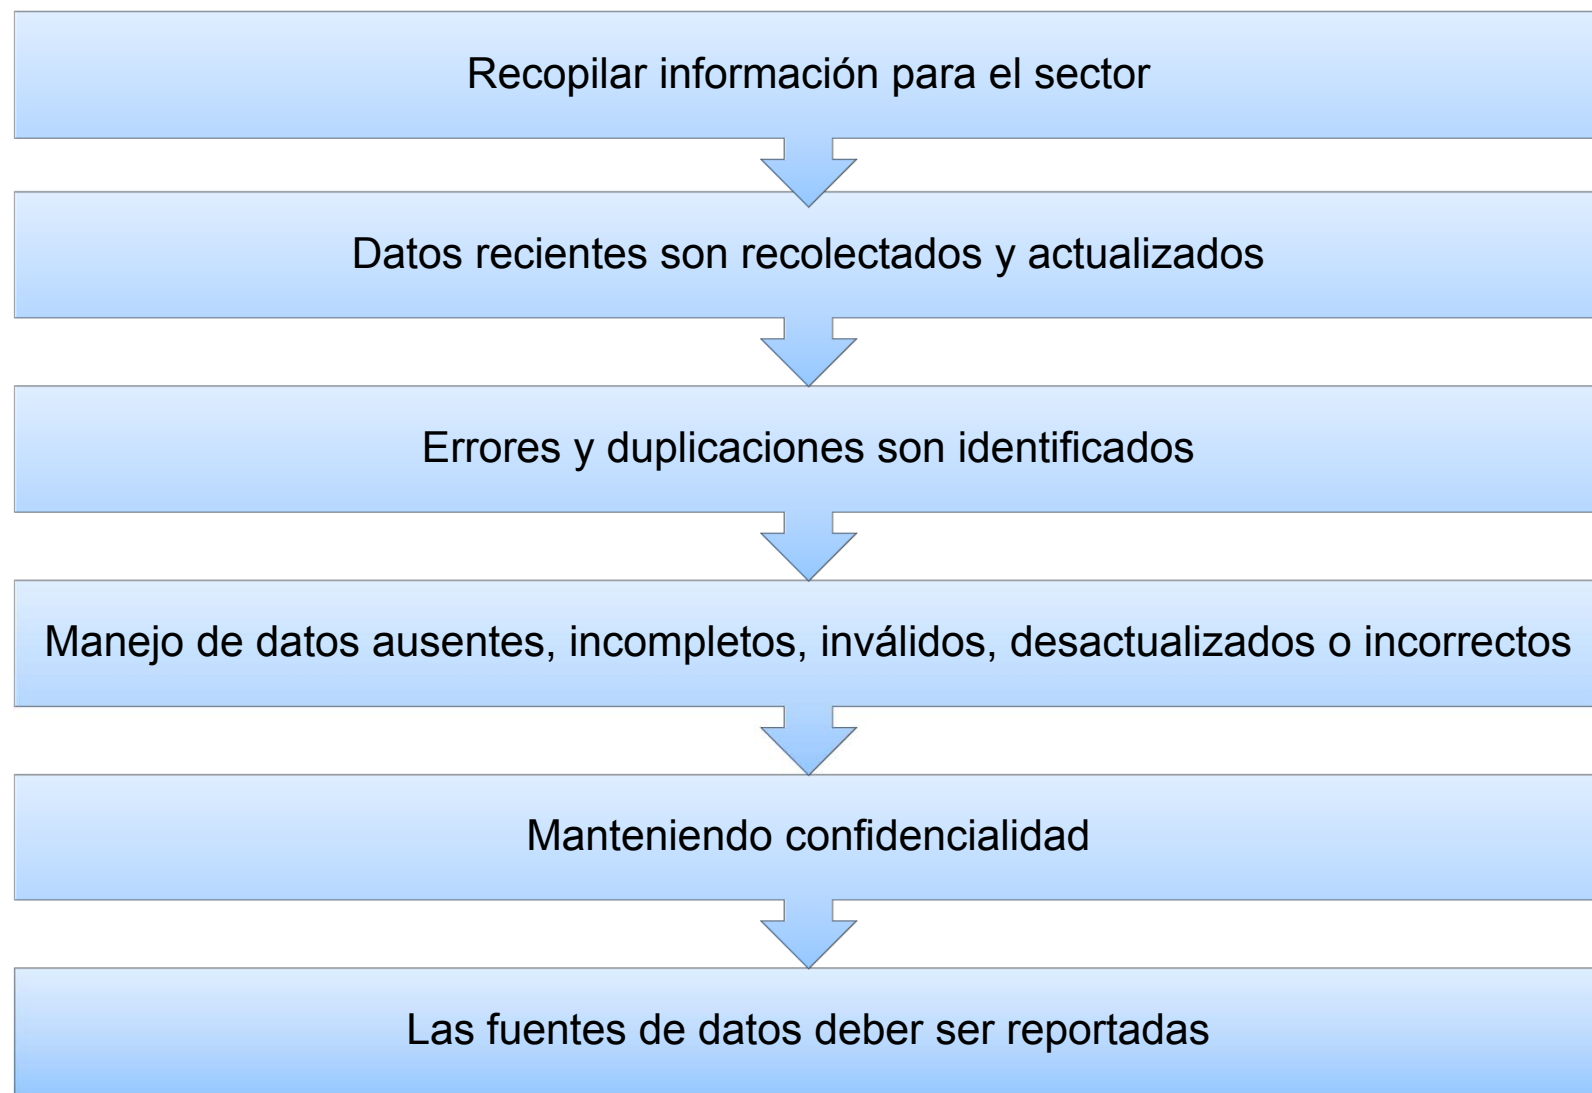 Recopilar información para el sector
Datos recientes son recolectados y actualizados
Errores y duplicaciones son identificados
Manejo de datos ausentes, incompletos, inválidos, desactualizados o incorrectos
Manteniendo confidencialidad
Las fuentes de datos deber ser reportadas